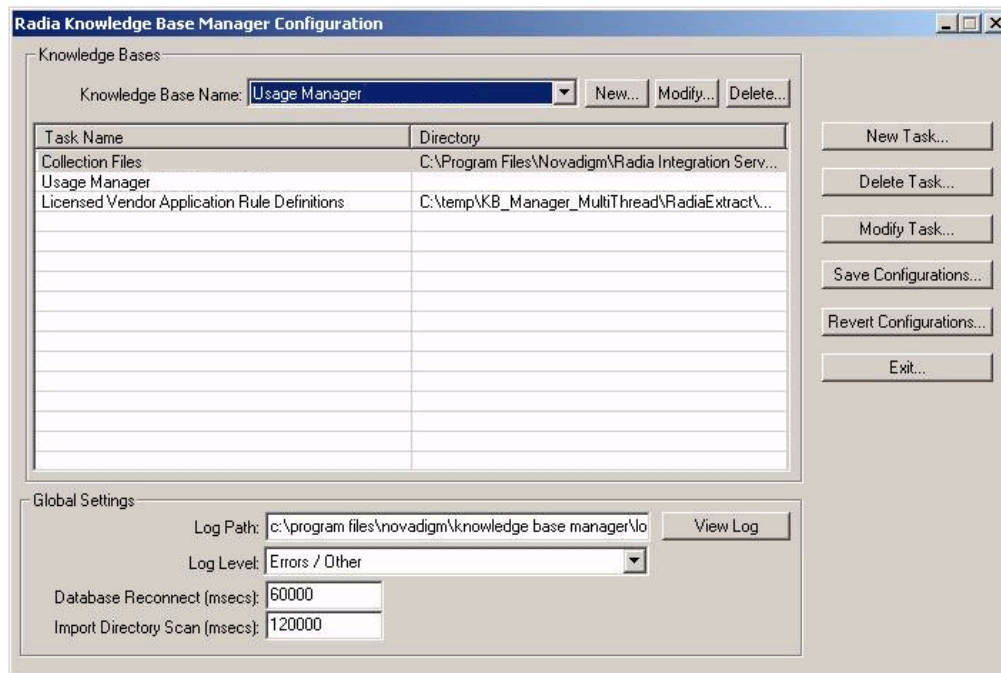 Radia Knowledge Base Manager Configuration
Knowledge Bases
Knowledge Base Name: Usage Manager New... Modify... Delete...
Task Name Directory
Collection Files C:\Program Files\Novadigm\Radia Integration Serv...
Usage Manager
Licensed Vendor Application Rule Definitions C:\temp\KB_Manager_MultiThread\RadiaExtract\...
New Task...
Delete Task...
Modify Task...
Save Configurations...
Revert Configurations...
Exit...
Global Settings
Log Path: c:\program files\novadigm\knowledge base manager\lo View Log
Log Level: Errors / Other
Database Reconnect (msecs): 60000
Import Directory Scan (msecs): 120000